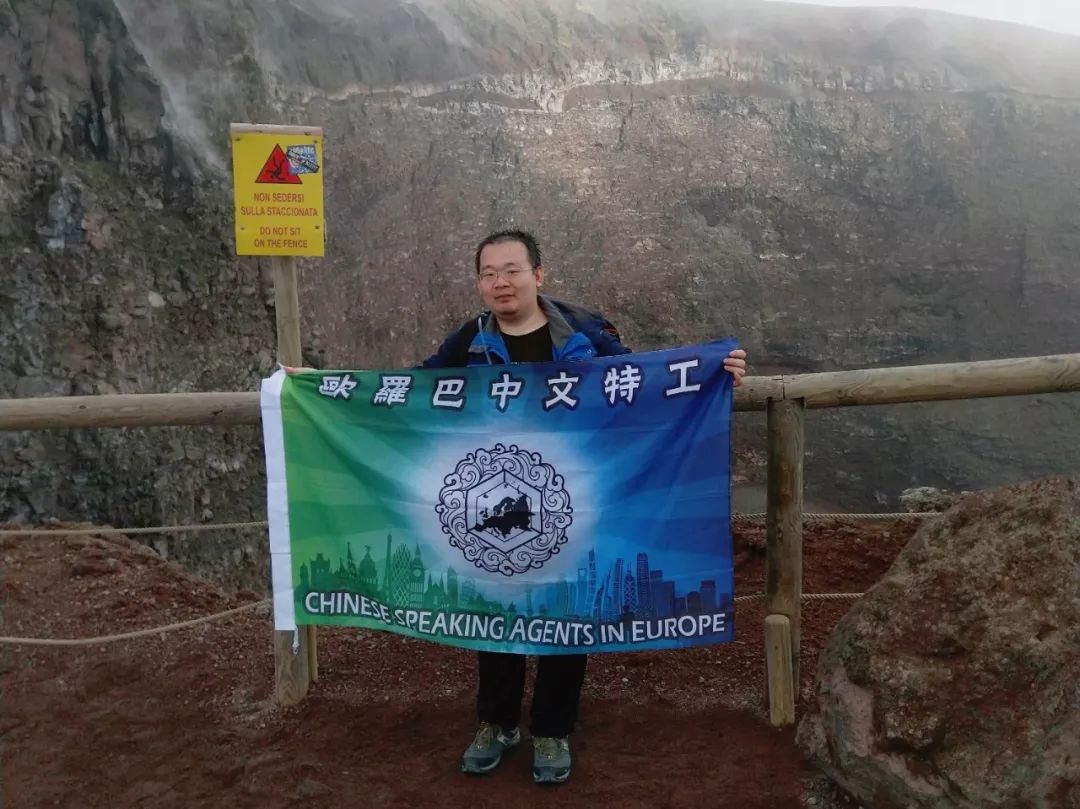 NON SEDERSI
SULLA STACCIONATA
DO NOT SIT
ON THE FENCE
歐羅巴中文特工
CHINESE SPEAKING AGENTS IN EUROPE